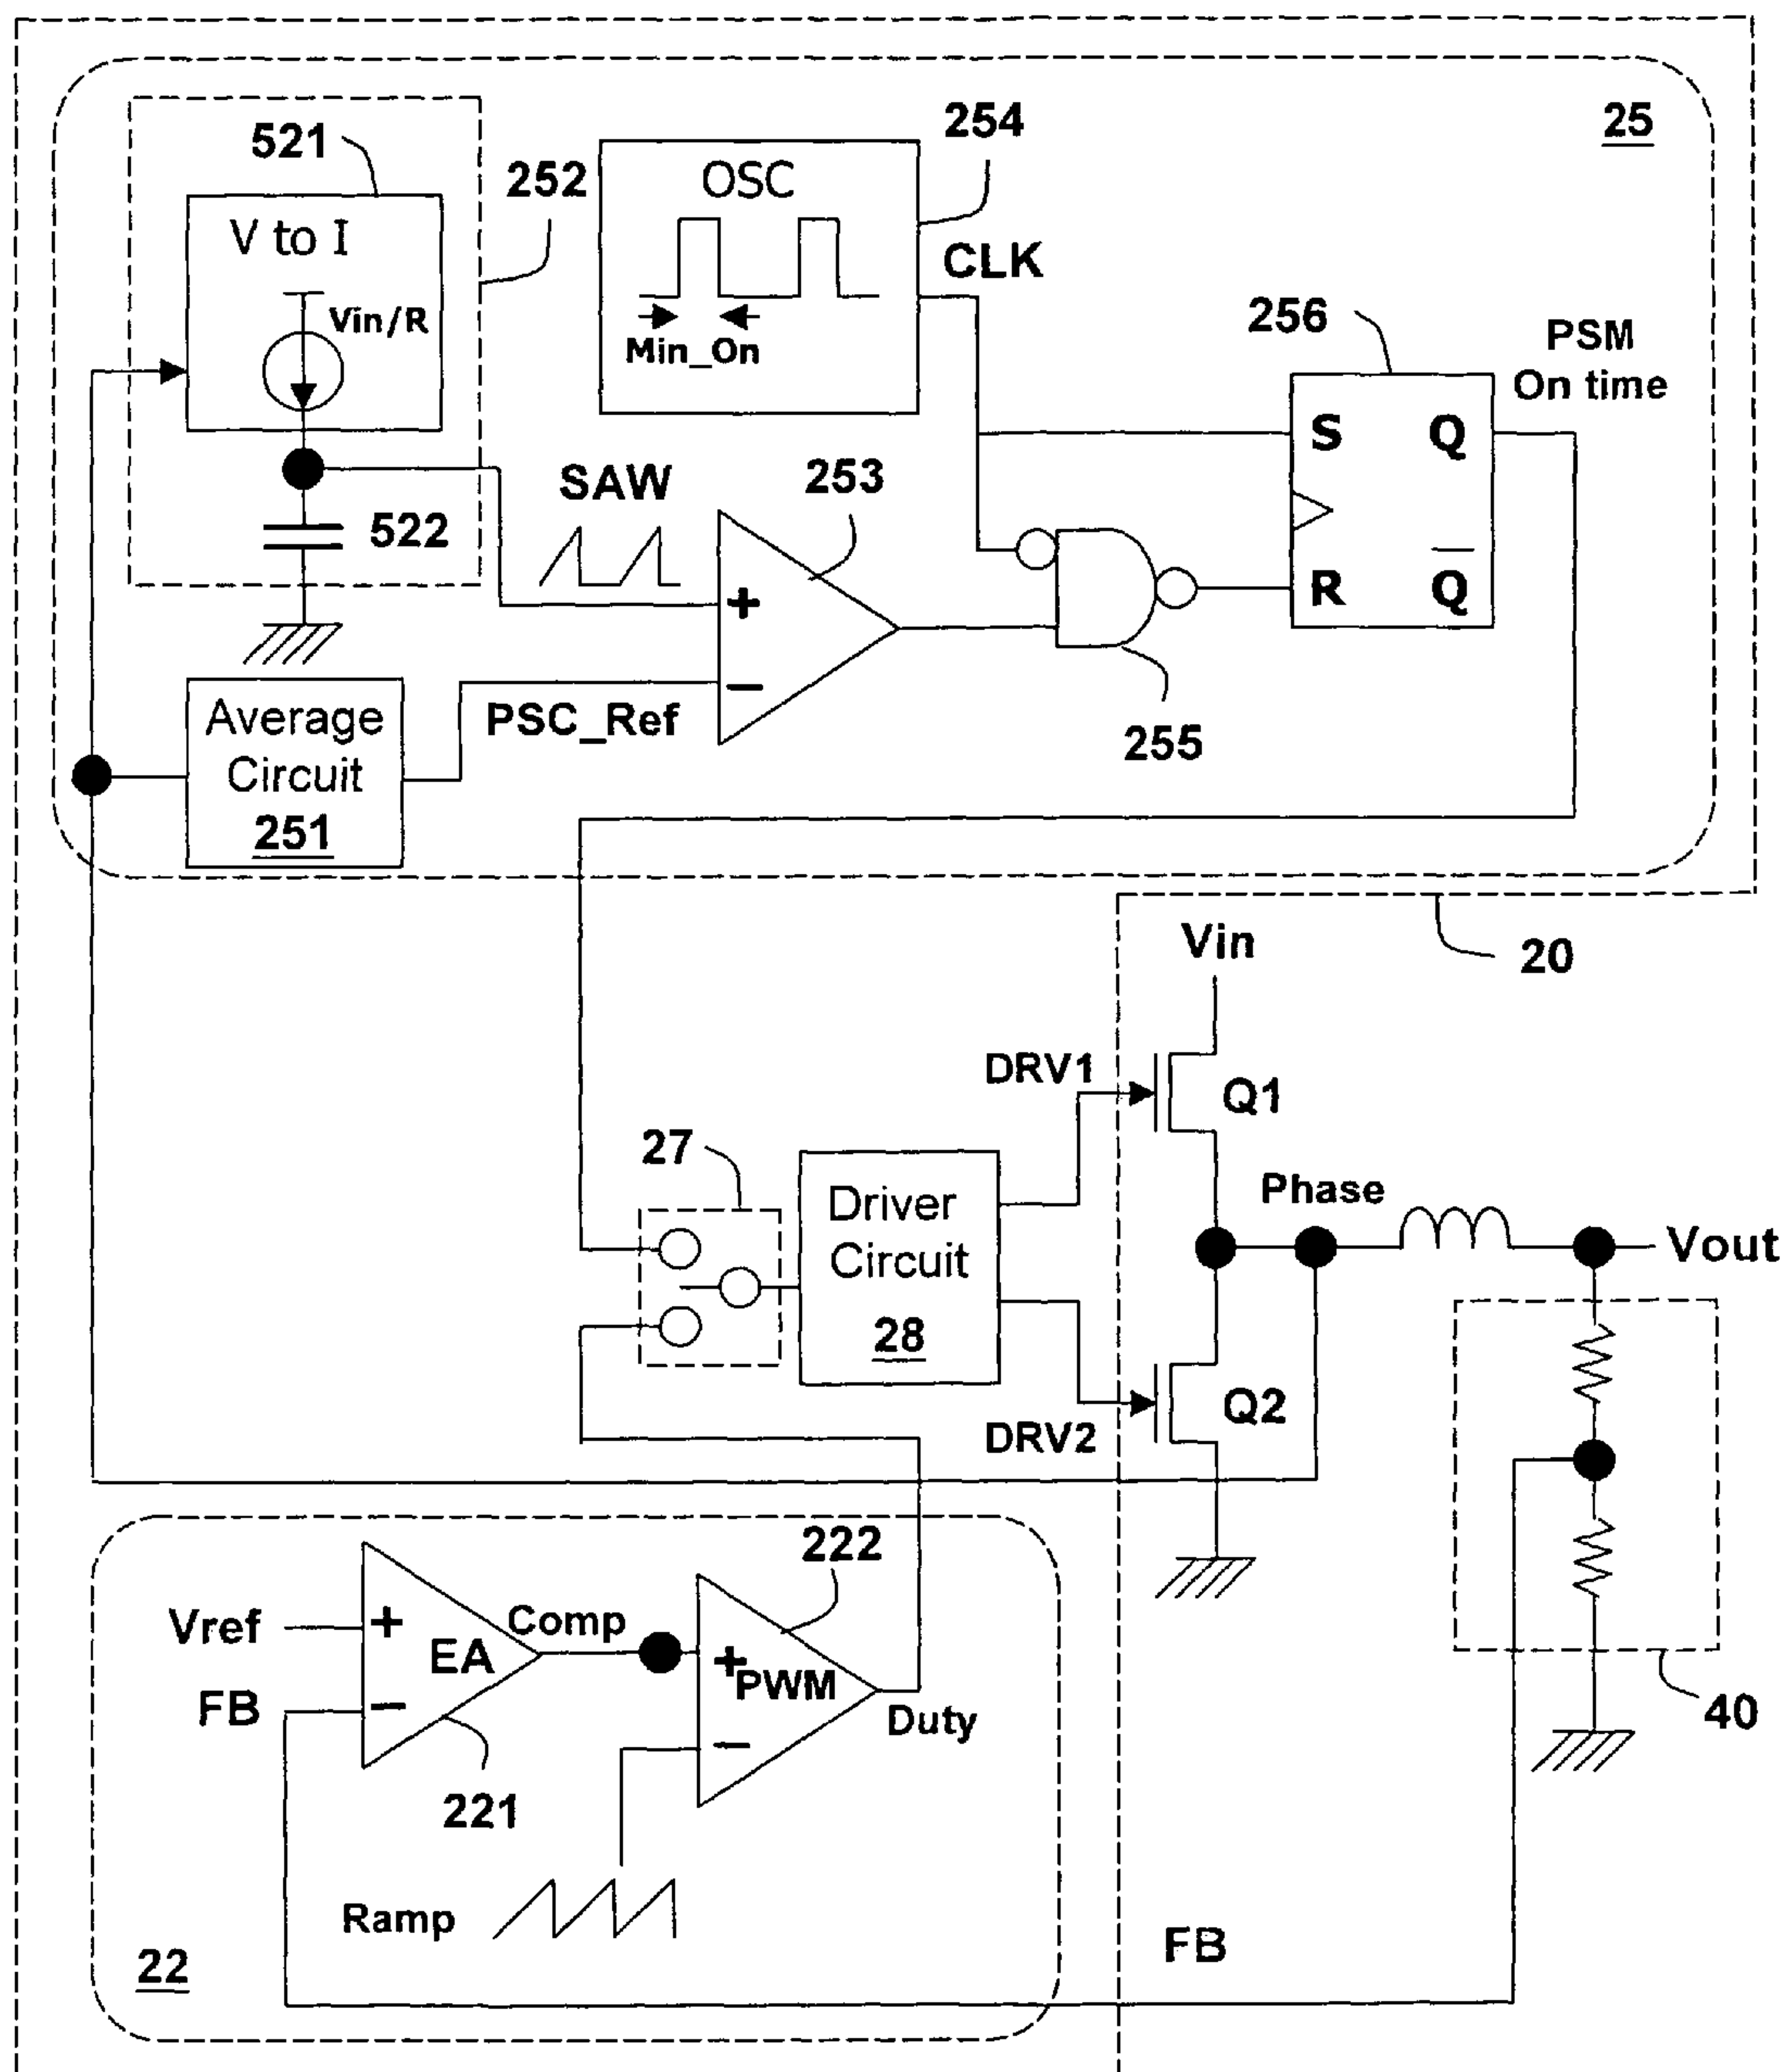 25
521
V to I
Vin/R
252
254
OSC
Min_On
CLK
256
PSM
On time
S
Q
R
Q
522
SAW
253
+
−
255
Average
Circuit
251
PSC_Ref
20
Vin
DRV1
Q1
27
Driver
Circuit
28
Phase
Vout
DRV2
Q2
40
222
Vref
+
EA
Comp
+
PWM
FB
−
−
Duty
221
Ramp
22
FB